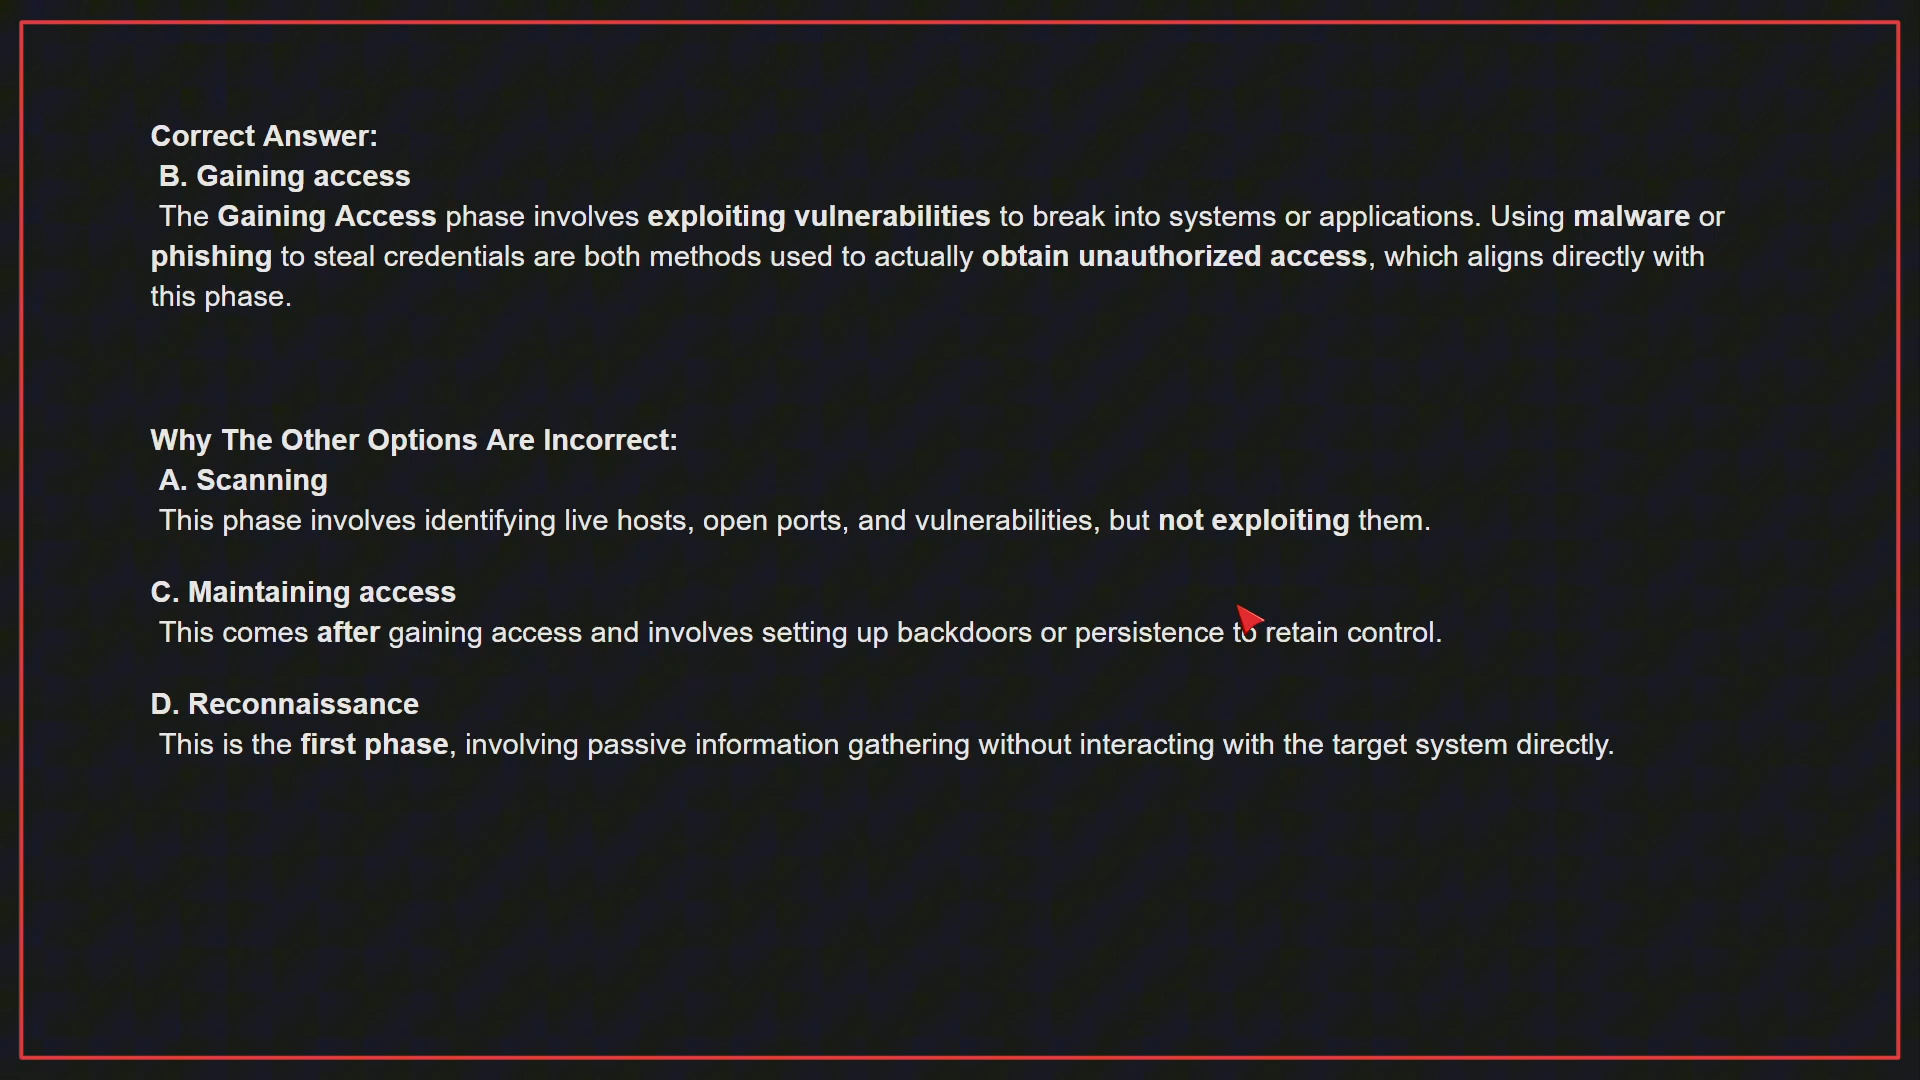 Correct Answer:
B. Gaining access
The Gaining Access phase involves exploiting vulnerabilities to break into systems or applications. Using malware or
phishing to steal credentials are both methods used to actually obtain unauthorized access, which aligns directly with
this phase.
Why The Other Options Are Incorrect:
A. Scanning
This phase involves identifying live hosts, open ports, and vulnerabilities, but not exploiting them.
C. Maintaining access
This comes after gaining access and involves setting up backdoors or persistence to retain control.
D. Reconnaissance
This is the first phase, involving passive information gathering without interacting with the target system directly.